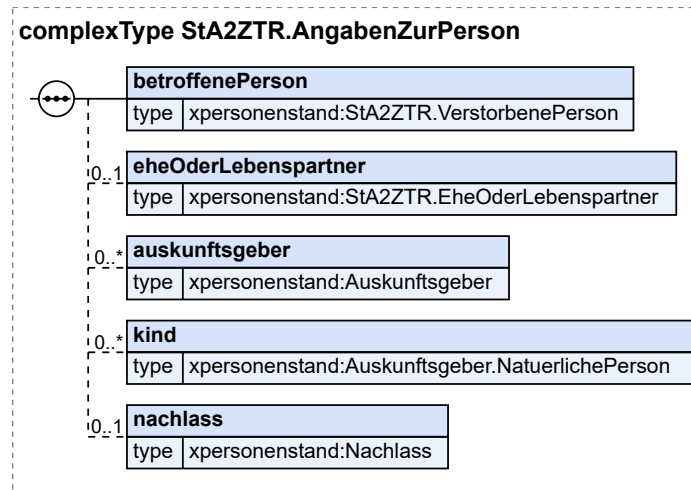 complexType StA2ZTR.AngabenZurPerson
betroffenePerson
type xpersonenstand:StA2ZTR.VerstorbenePerson
0..1
eheOderLebenspartner
type xpersonenstand:StA2ZTR.EheOderLebenspartner
0..*
auskunftsgeber
type xpersonenstand:Auskunftsgeber
0..*
kind
type xpersonenstand:Auskunftsgeber.NatuerlichePerson
0..1
nachlass
type xpersonenstand:Nachlass